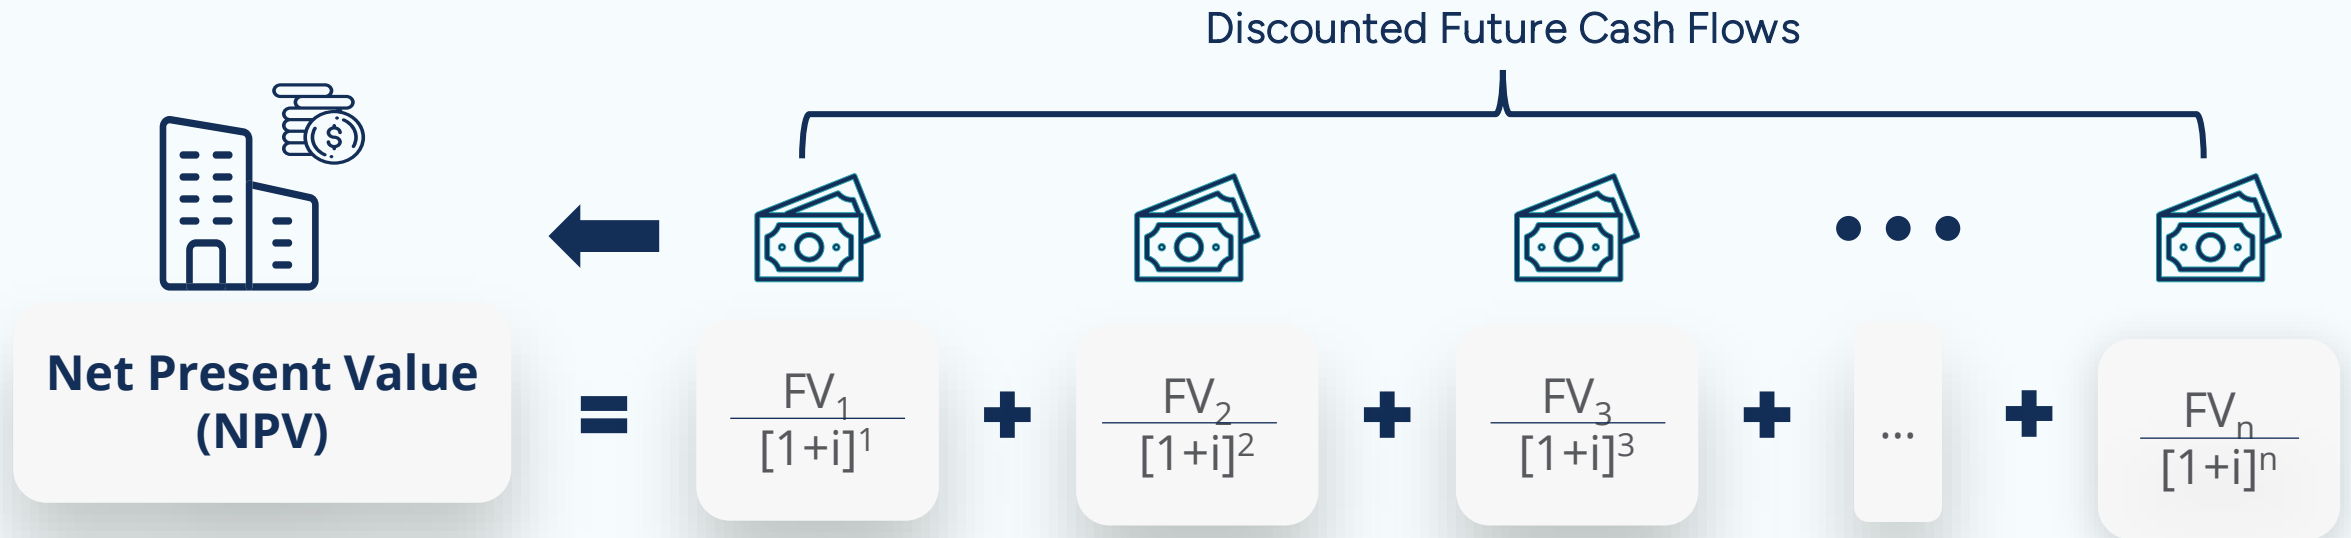 Discounted Future Cash Flows
$
Net Present Value
(NPV)
=
FV₁
[1+i]¹
+
FV₂
[1+i]²
+
FV₃
[1+i]³
+
...
+
FVₙ
[1+i]ⁿ